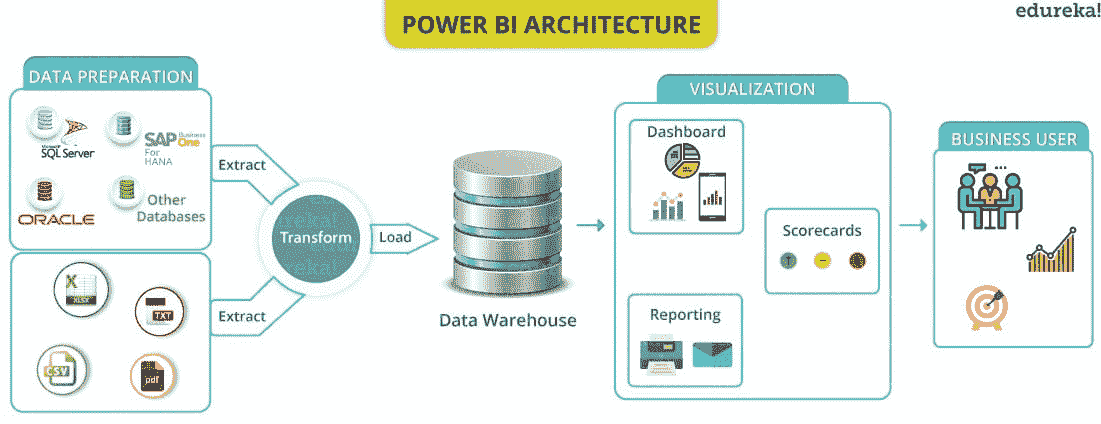 POWER BI ARCHITECTURE
edureka!
DATA PREPARATION
SQL Server
SAP Business One
For
HANA
ORACLE
Other
Databases
XLSX
TXT
CSV
pdf
Extract
Extract
Transform
Load
Data Warehouse
VISUALIZATION
Dashboard
Scorecards
Reporting
BUSINESS USER